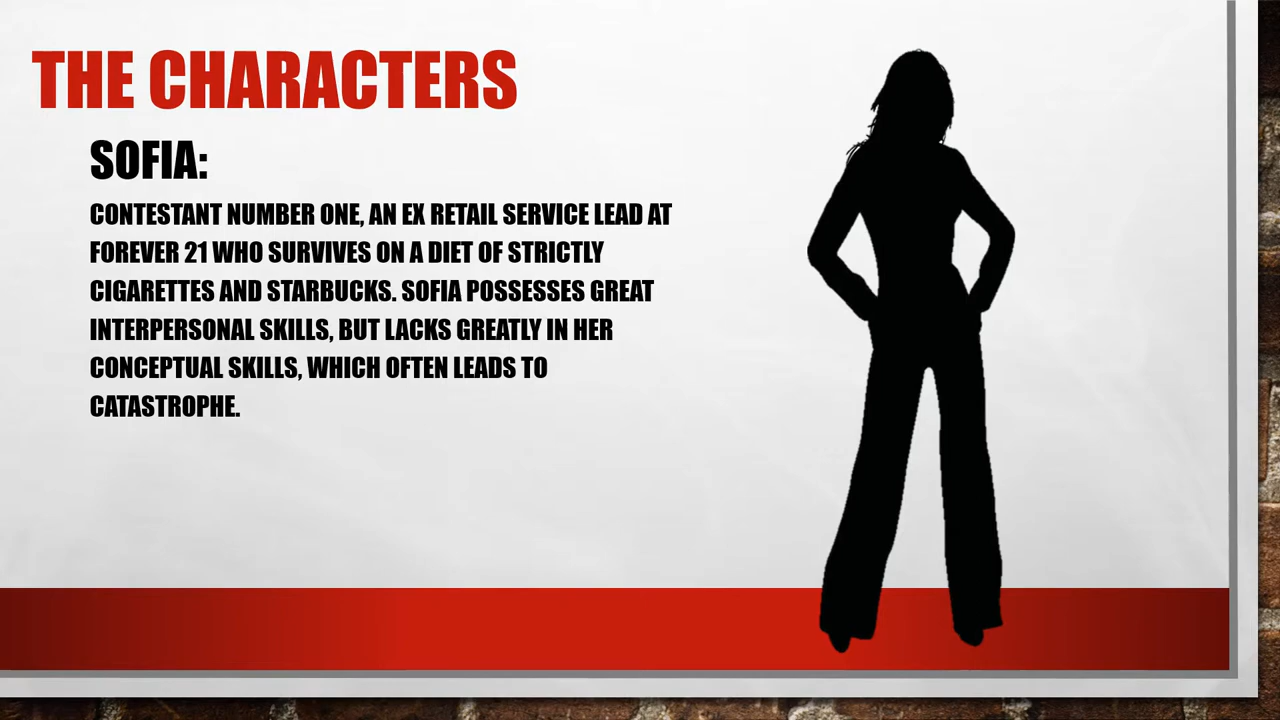 THE CHARACTERS
SOFIA:
CONTESTANT NUMBER ONE, AN EX RETAIL SERVICE LEAD AT
FOREVER 21 WHO SURVIVES ON A DIET OF STRICTLY
CIGARETTES AND STARBUCKS. SOFIA POSSESSES GREAT
INTERPERSONAL SKILLS, BUT LACKS GREATLY IN HER
CONCEPTUAL SKILLS, WHICH OFTEN LEADS TO
CATASTROPHE.